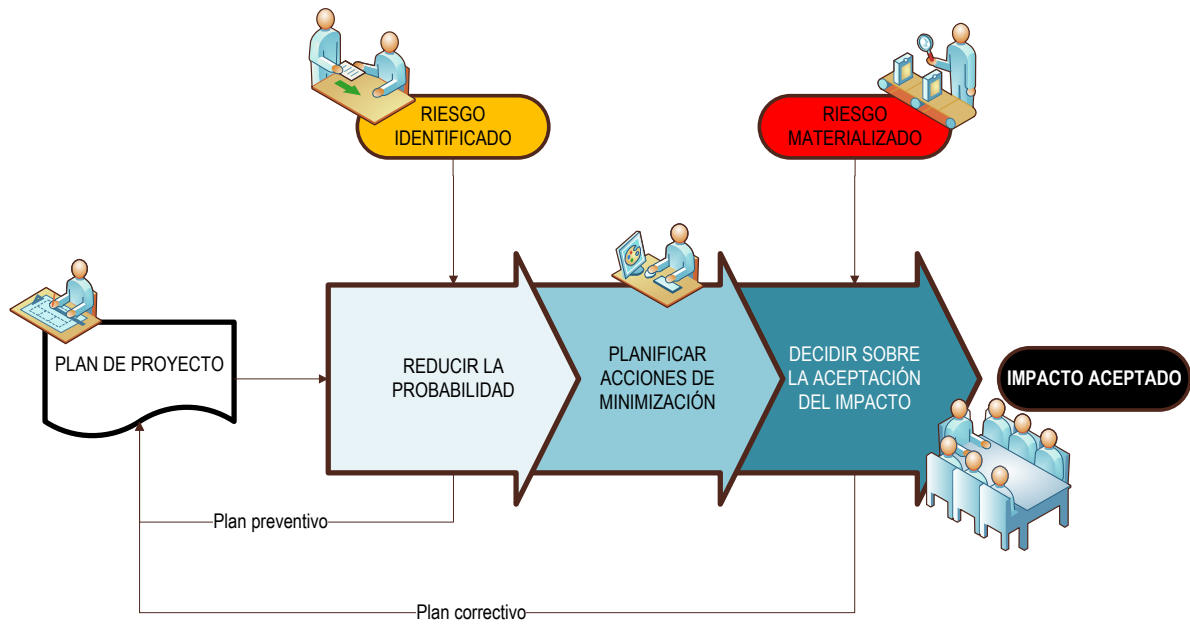 RIESGO
IDENTIFICADO
RIESGO
MATERIALIZADO
PLAN DE PROYECTO
REDUCIR LA
PROBABILIDAD
PLANIFICAR
ACCIONES DE
MINIMIZACIÓN
DECIDIR SOBRE
LA ACEPTACIÓN
DEL IMPACTO
IMPACTO ACEPTADO
Plan preventivo
Plan correctivo